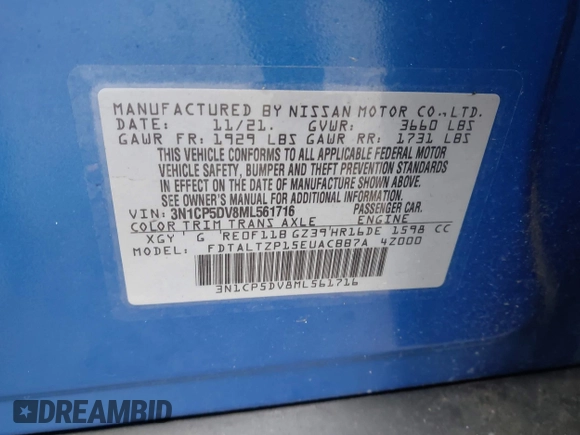 MANUFACTURED BY NISSAN MOTOR CO., LTD.
DATE: 11/21. GVWR: 3660 LBS
GAWR FR: 1929 LBS GAWR RR: 1731 LBS
THIS VEHICLE CONFORMS TO ALL APPLICABLE FEDERAL MOTOR
VEHICLE SAFETY, BUMPER AND THEFT PREVENTION STANDARDS
IN EFFECT ON THE DATE OF MANUFACTURE SHOWN ABOVE.
SEE OWNER'S MANUAL FOR ADDITIONAL INFORMATION.
VIN: 3N1CP5DV8ML561716 PASSENGER CAR
COLOR TRIM TRANS AXLE ENGINE
XGY G RE0F11B GZ39 HR16DE 1598 CC
MODEL: FDTALTZP15EUAC887A 4Z000
3N1CP5DV8ML561716
DREAMBID